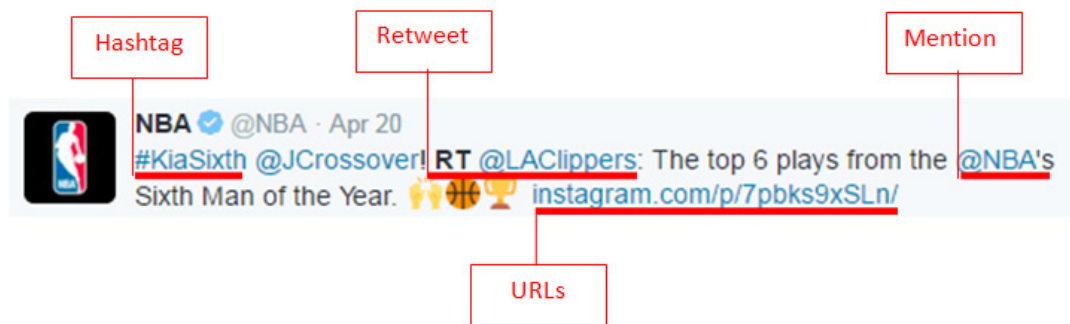 Hashtag
Retweet
Mention
NBA @NBA · Apr 20
#KiaSixth @JCrossover! RT @LAClippers: The top 6 plays from the @NBA's
Sixth Man of the Year. 🙌🏀🏆 instagram.com/p/7pbks9xSLn/
NBA
URLs